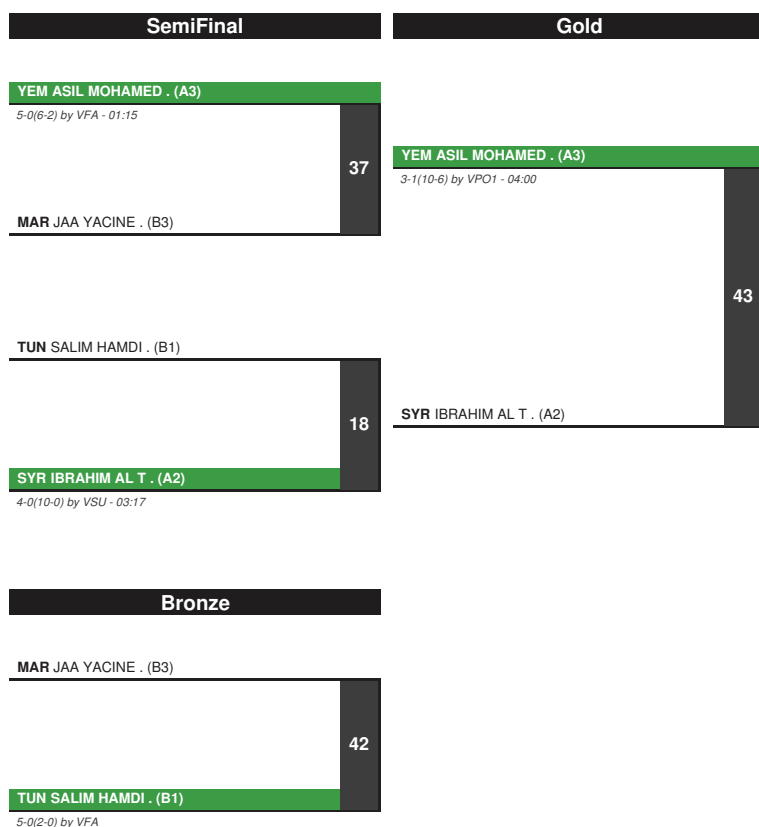 SemiFinal
Gold
YEM ASIL MOHAMED . (A3)
5-0(6-2) by VFA - 01:15
37
MAR JAA YACINE . (B3)
YEM ASIL MOHAMED . (A3)
3-1(10-6) by VPO1 - 04:00
43
SYR IBRAHIM AL T . (A2)
TUN SALIM HAMDI . (B1)
18
SYR IBRAHIM AL T . (A2)
4-0(10-0) by VSU - 03:17
Bronze
MAR JAA YACINE . (B3)
42
TUN SALIM HAMDI . (B1)
5-0(2-0) by VFA